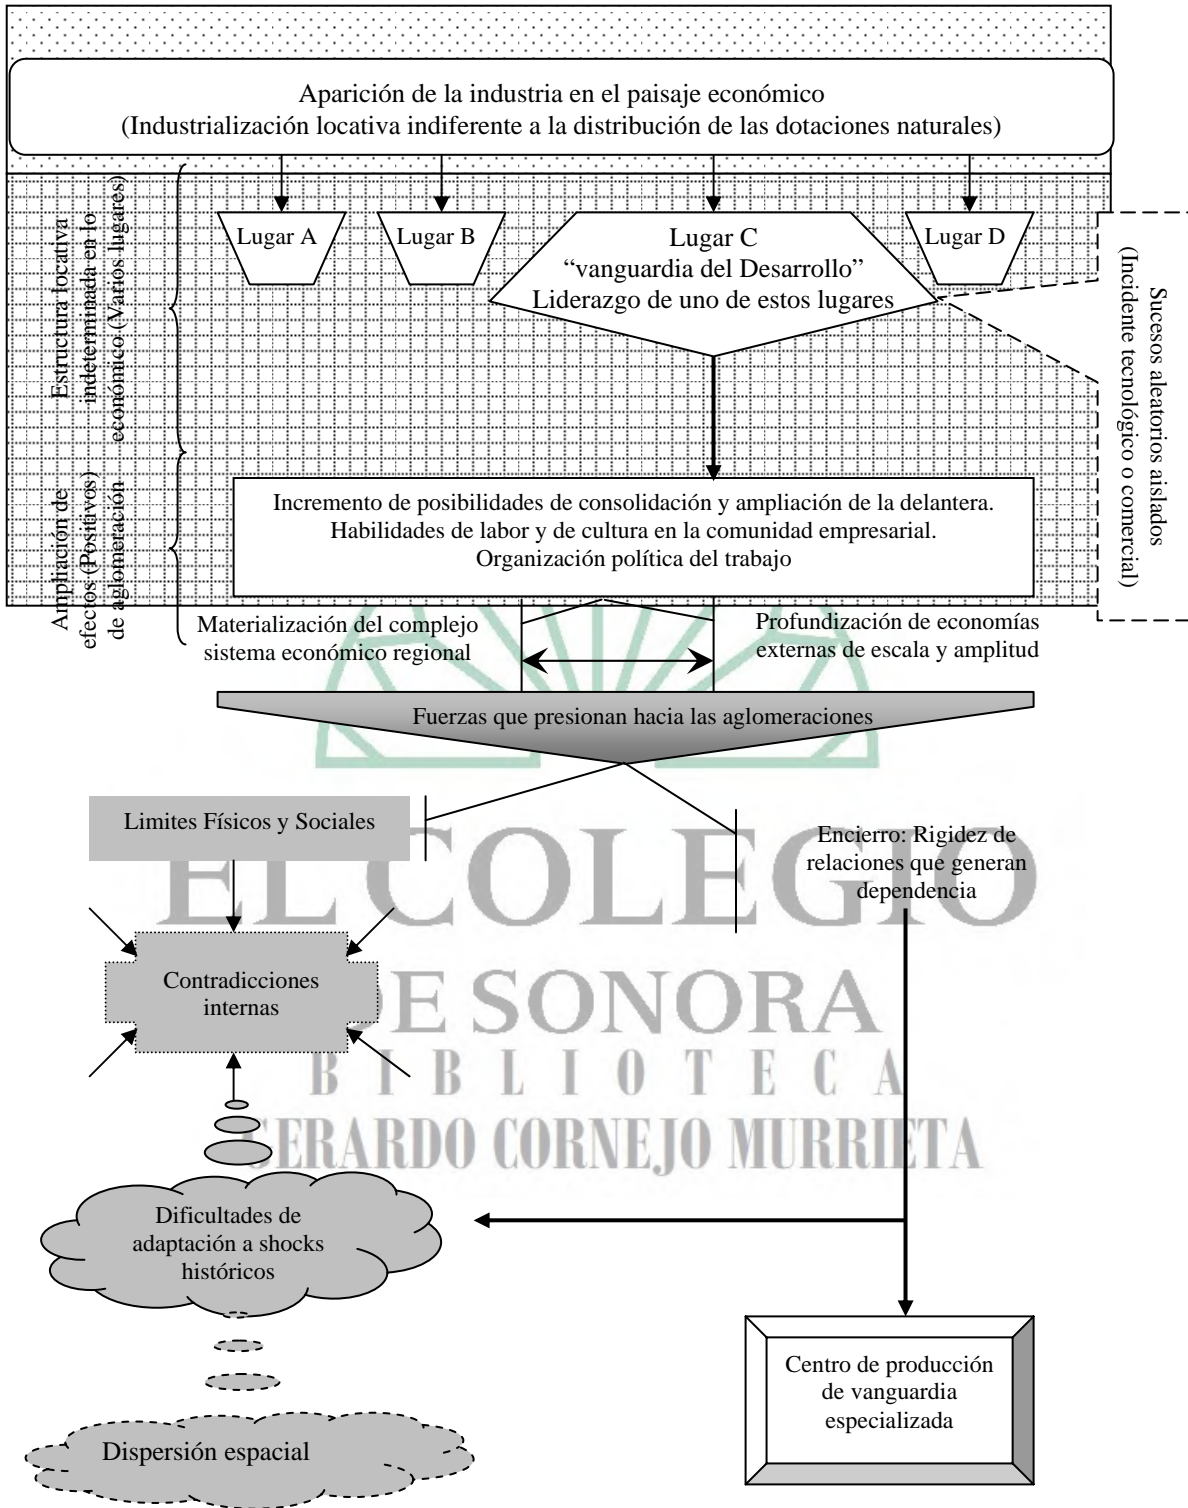 Aparición de la industria en el paisaje económico
(Industrialización locativa indiferente a la distribución de las dotaciones naturales)
Estructura locativa
indeterminada en lo
económico (Varios lugares)
Lugar A
Lugar B
Lugar C
“vanguardia del Desarrollo”
Liderazgo de uno de estos lugares
Lugar D
Sucesos aleatorios aislados
(Incidente tecnológico o comercial)
Ampliación de
efectos (Positivos)
de aglomeración
Incremento de posibilidades de consolidación y ampliación de la delantera.
Habilidades de labor y de cultura en la comunidad empresarial.
Organización política del trabajo
Materialización del complejo
sistema económico regional
Profundización de economías
externas de escala y amplitud
Fuerzas que presionan hacia las aglomeraciones
Limites Físicos y Sociales
Encierro: Rigidez de
relaciones que generan
dependencia
Contradicciones
internas
Dificultades de
adaptación a shocks
históricos
Centro de producción
de vanguardia
especializada
Dispersión espacial
EL COLEGIO
DE SONORA
BIBLIOTECA
GERARDO CORNEJO MURRIETA